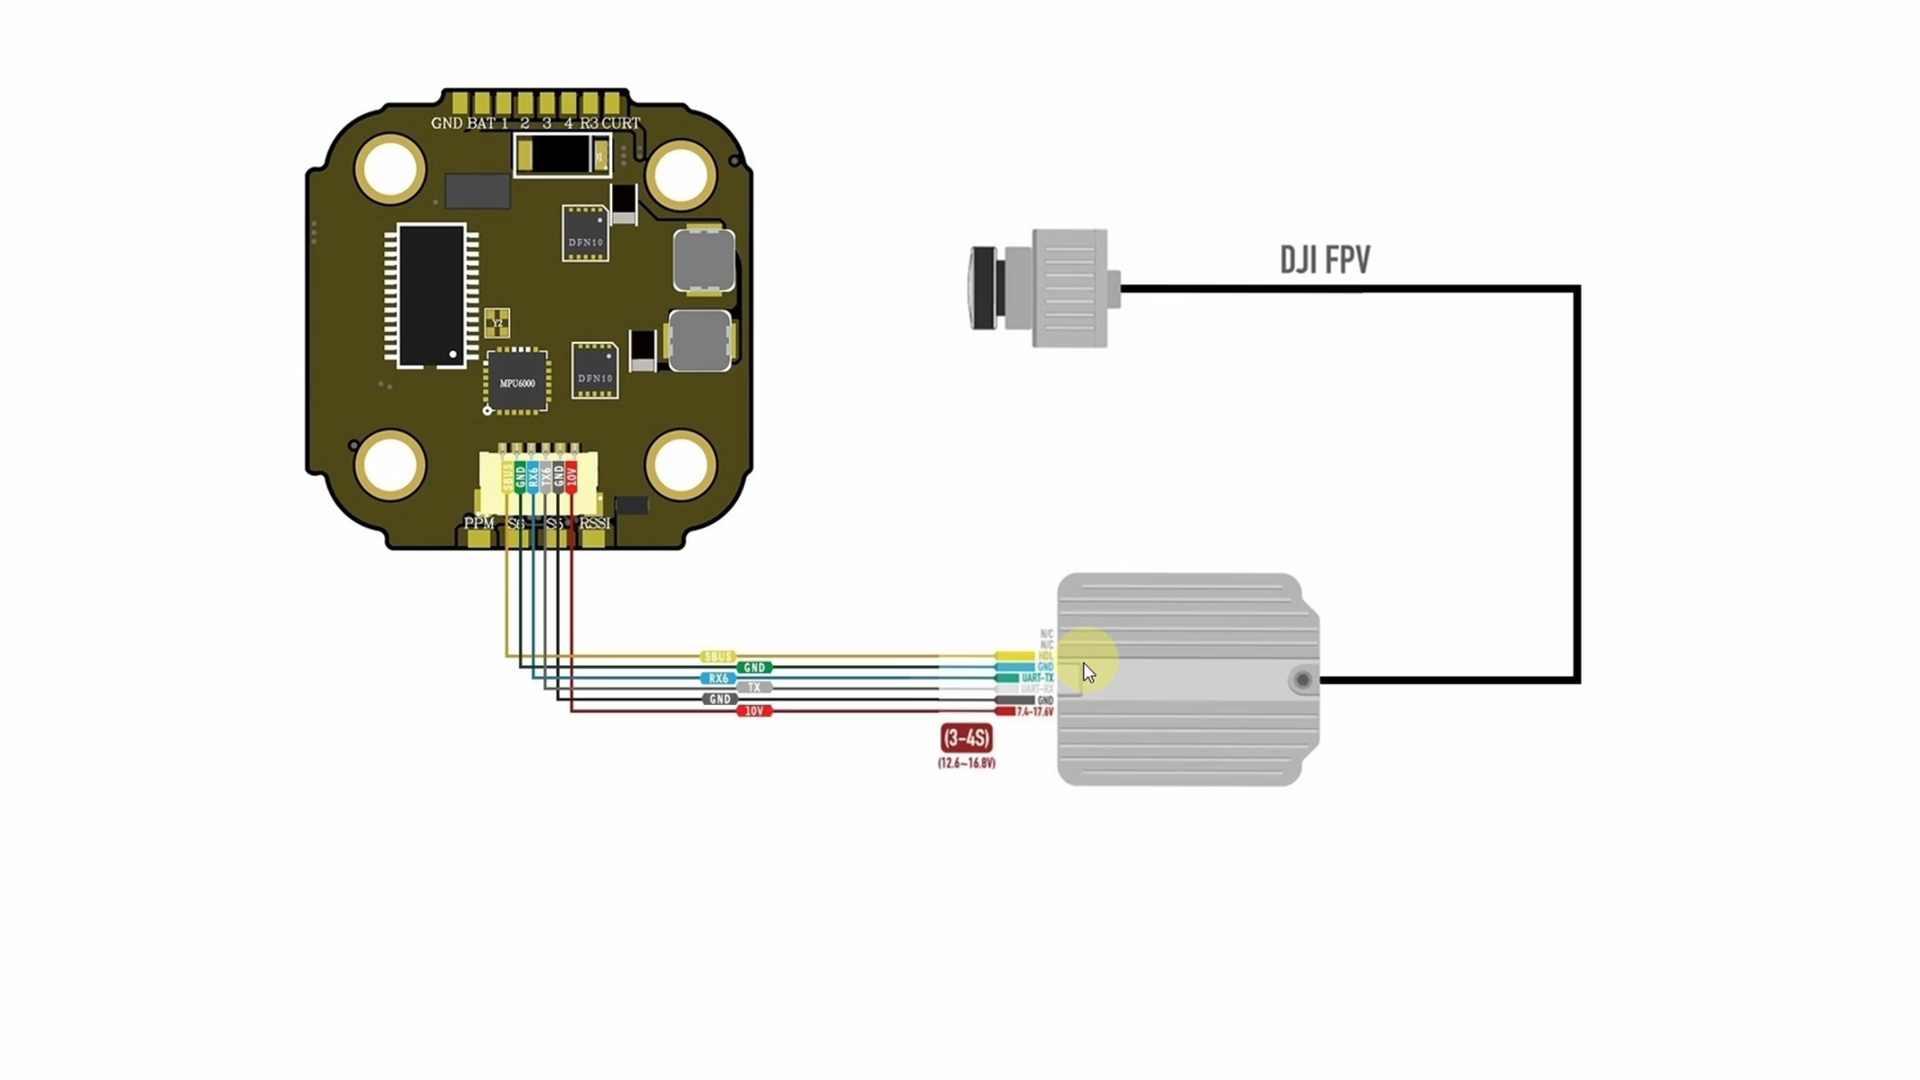 GND BAT 1 2 3 4 R3 CURT
DFN10
Y2
MPU6000
DFN10
SBUS GND RX6 TX6 GND 10V
PPM S6 S5 RSSI
DJI FPV
N/C
N/C
SBUS HDL
GND GND
RX6 UART-TX
TX UART-RX
GND GND
10V 7.4-17.6V
(3-4S)
(12.6~16.8V)